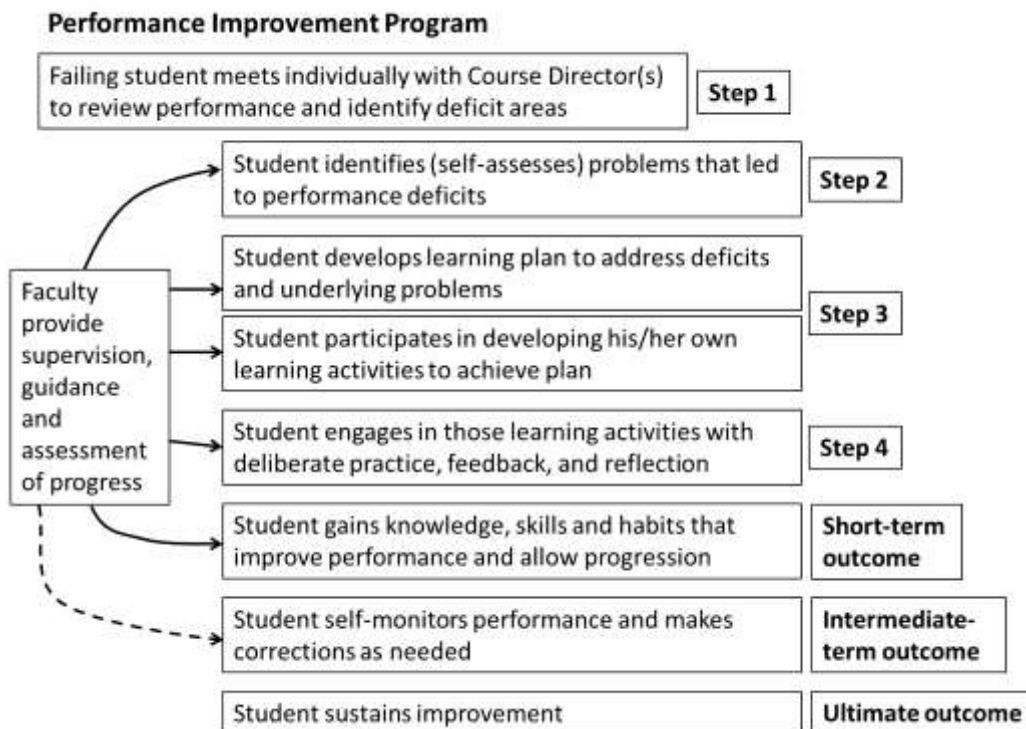 Performance Improvement Program
Failing student meets individually with Course Director(s)
to review performance and identify deficit areas
Step 1
Student identifies (self-assesses) problems that led
to performance deficits
Step 2
Student develops learning plan to address deficits
and underlying problems
Step 3
Student participates in developing his/her own
learning activities to achieve plan
Faculty
provide
supervision,
guidance
and
assessment
of progress
Student engages in those learning activities with
deliberate practice, feedback, and reflection
Step 4
Student gains knowledge, skills and habits that
improve performance and allow progression
Short-term
outcome
Student self-monitors performance and makes
corrections as needed
Intermediate-
term outcome
Student sustains improvement
Ultimate outcome